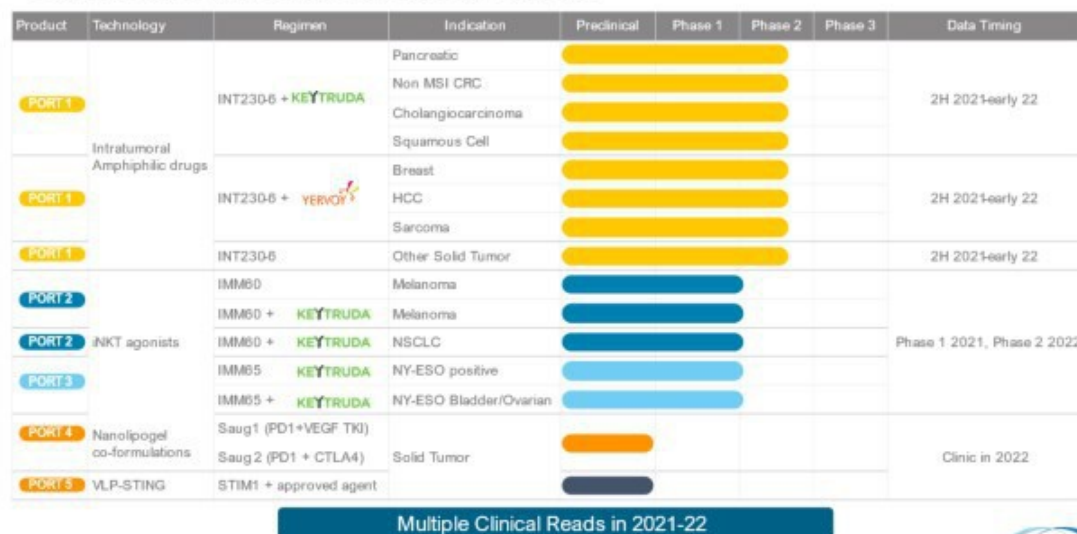 Product Technology Regimen Indication Preclinical Phase 1 Phase 2 Phase 3 Data Timing
Pancreatic
Non MSI CRC
PORT 1 INT230-6 + KEYTRUDA 2H 2021-early 22
Cholangiocarcinoma
Squamous Cell
Intratumoral
Amphiphilic drugs
Breast
PORT 1 INT230-6 + YERVOY HCC 2H 2021-early 22
Sarcoma
PORT 1 INT230-6 Other Solid Tumor 2H 2021-early 22
IMM60 Melanoma
PORT 2
IMM60 + KEYTRUDA Melanoma
PORT 2 iNKT agonists IMM60 + KEYTRUDA NSCLC Phase 1 2021, Phase 2 2022
IMM65 KEYTRUDA NY-ESO positive
PORT 3
IMM65 + KEYTRUDA NY-ESO Bladder/Ovarian
PORT 4 Nanolipogel
co-formulations
Saug1 (PD1+VEGF TKI)
Saug2 (PD1 + CTLA4)
Solid Tumor
Clinic in 2022
PORT 5 VLP-STING STIM1 + approved agent
Multiple Clinical Reads in 2021-22